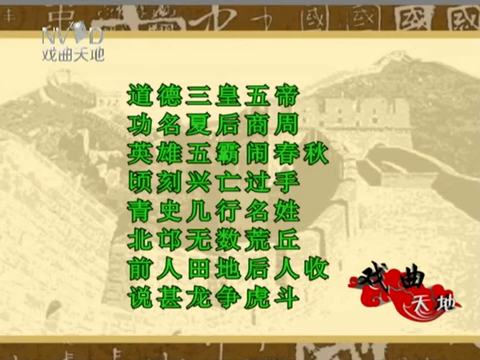 NVD
戏曲天地
道德三皇五帝
功名夏后商周
英雄五霸闹春秋
顷刻兴亡过手
青史几行名姓
北邙无数荒丘
前人田地后人收
说甚龙争虎斗
戏曲
天地